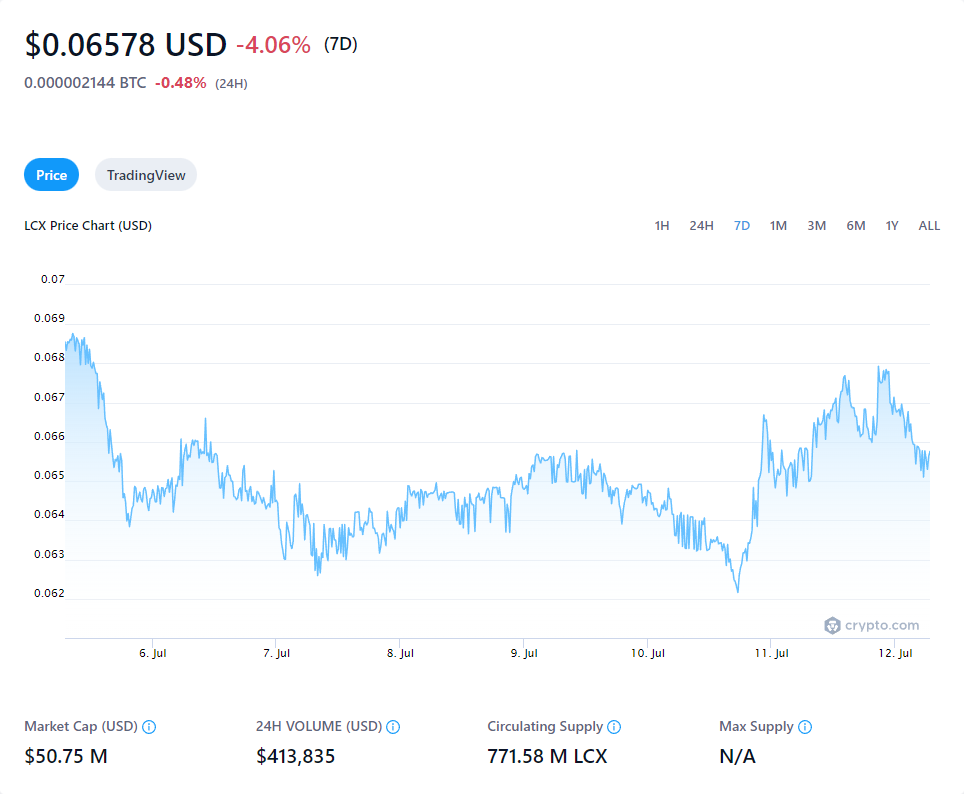 $0.06578 USD -4.06% (7D)
0.000002144 BTC -0.48% (24H)
Price TradingView
LCX Price Chart (USD) 1H 24H 7D 1M 3M 6M 1Y ALL
0.07
0.069
0.068
0.067
0.066
0.065
0.064
0.063
0.062
crypto.com
6. Jul 7. Jul 8. Jul 9. Jul 10. Jul 11. Jul 12. Jul
Market Cap (USD) 24H VOLUME (USD) Circulating Supply Max Supply
$50.75 M $413,835 771.58 M LCX N/A